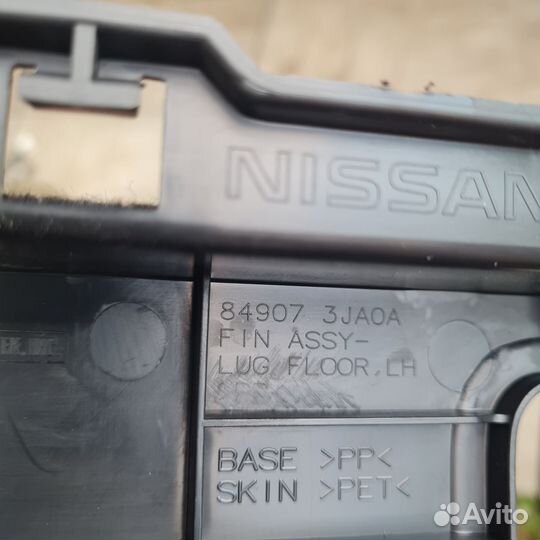 NISSAN
84907 3JA0A
FIN ASSY-
LUG FLOOR, LH
BASE >PP<
SKIN >PET<
Avito